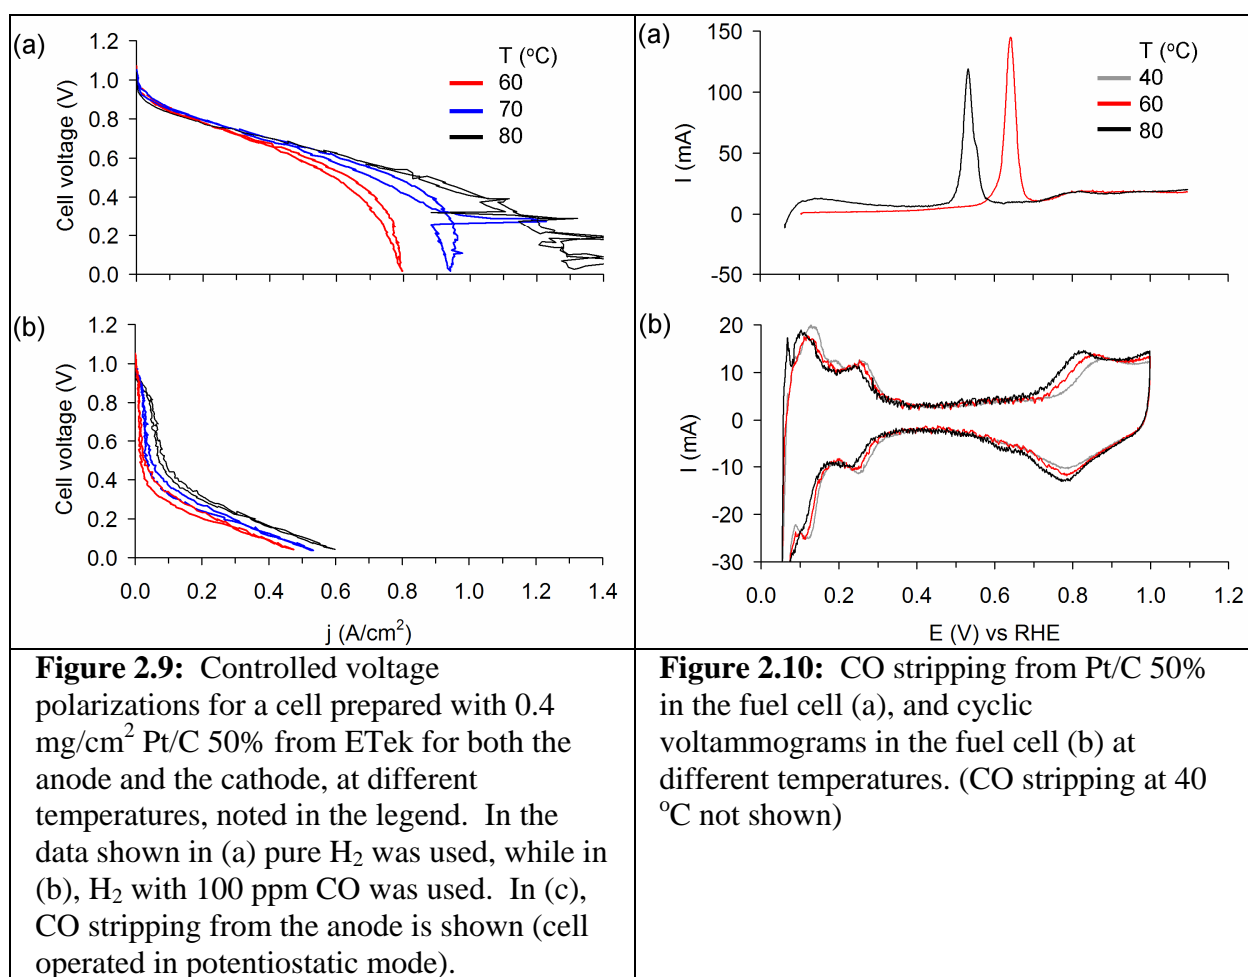 (a)
1.2
1.0
0.8
0.6
0.4
0.2
0.0
Cell voltage (V)
T (°C)
60
70
80
(b)
1.2
1.0
0.8
0.6
0.4
0.2
0.0
Cell voltage (V)
0.0 0.2 0.4 0.6 0.8 1.0 1.2 1.4
j (A/cm²)
Figure 2.9: Controlled voltage
polarizations for a cell prepared with 0.4
mg/cm² Pt/C 50% from ETek for both the
anode and the cathode, at different
temperatures, noted in the legend. In the
data shown in (a) pure H₂ was used, while in
(b), H₂ with 100 ppm CO was used. In (c),
CO stripping from the anode is shown (cell
operated in potentiostatic mode).
(a)
150
100
50
0
-50
I (mA)
T (°C)
40
60
80
(b)
20
10
0
-10
-20
-30
I (mA)
0.0 0.2 0.4 0.6 0.8 1.0 1.2
E (V) vs RHE
Figure 2.10: CO stripping from Pt/C 50%
in the fuel cell (a), and cyclic
voltammograms in the fuel cell (b) at
different temperatures. (CO stripping at 40
°C not shown)